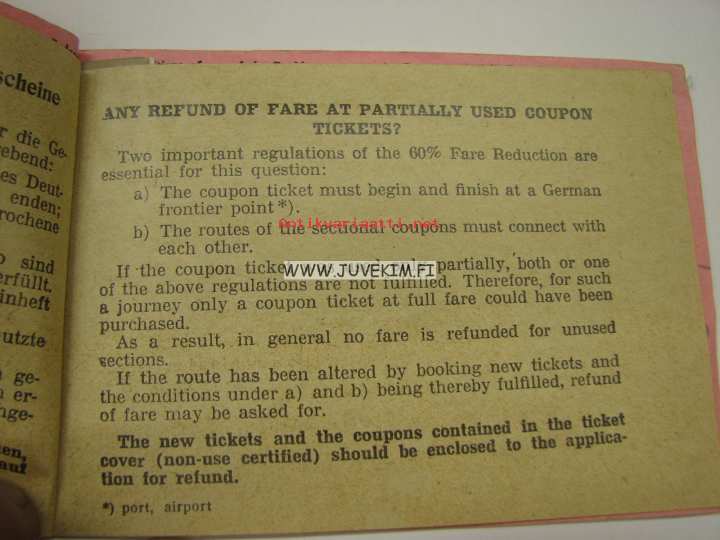 scheine
r die Ge-
ebend:
es Deut-
enden;
rochene
sind
erfüllt.
inheft
utzte
ge-
er-
nge-
en,
auf
ANY REFUND OF FARE AT PARTIALLY USED COUPON
TICKETS?
Two important regulations of the 60% Fare Reduction are
essential for this question:
a) The coupon ticket must begin and finish at a German
frontier point*).
Antikvariaatti.net
b) The routes of the sectional coupons must connect with
each other.
If the coupon ticket partially, both or one
WWW.JUVEKIM.FI
of the above regulations are not fulfilled. Therefore, for such
a journey only a coupon ticket at full fare could have been
purchased.
As a result, in general no fare is refunded for unused
sections.
If the route has been altered by booking new tickets and
the conditions under a) and b) being thereby fulfilled, refund
of fare may be asked for.
The new tickets and the coupons contained in the ticket
cover (non-use certified) should be enclosed to the applica-
tion for refund.
*) port, airport